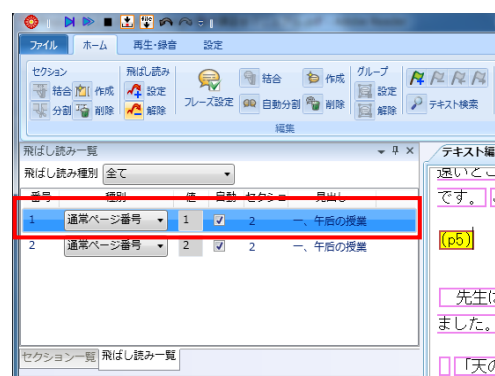 ファイル ホーム 再生・録音 設定
セクション 飛ばし読み グループ
結合 作成 設定 フレーズ設定 結合 作成 設定
分割 削除 解除 自動分割 削除 解除 テキスト検索
編集
飛ばし読み一覧 テキスト編
飛ばし読み種別 全て
番号 種別 値 自動 セクショ 見出し
1 通常ページ番号 1 2 一、午后の授業
2 通常ページ番号 2 2 一、午后の授業
遠いとこ
です。
(p5)
先生は
ました。
「天の
セクション一覧 飛ばし読み一覧